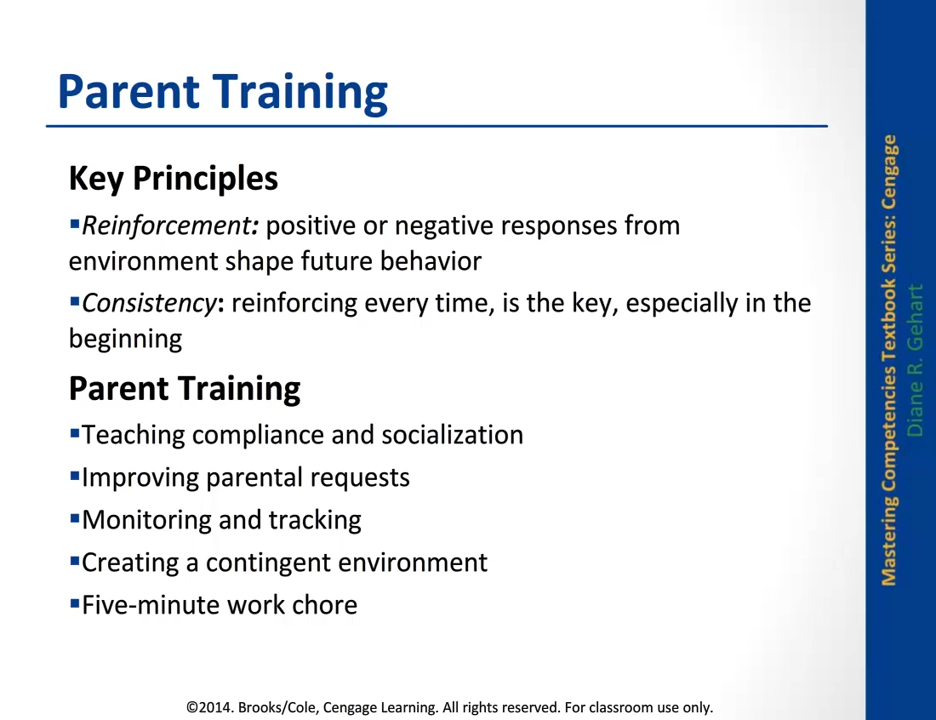 Parent Training
Key Principles
▪Reinforcement: positive or negative responses from
environment shape future behavior
▪Consistency: reinforcing every time, is the key, especially in the
beginning
Parent Training
▪Teaching compliance and socialization
▪Improving parental requests
▪Monitoring and tracking
▪Creating a contingent environment
▪Five-minute work chore
©2014. Brooks/Cole, Cengage Learning. All rights reserved. For classroom use only.
Mastering Competencies Textbook Series: Cengage
Diane R. Gehart